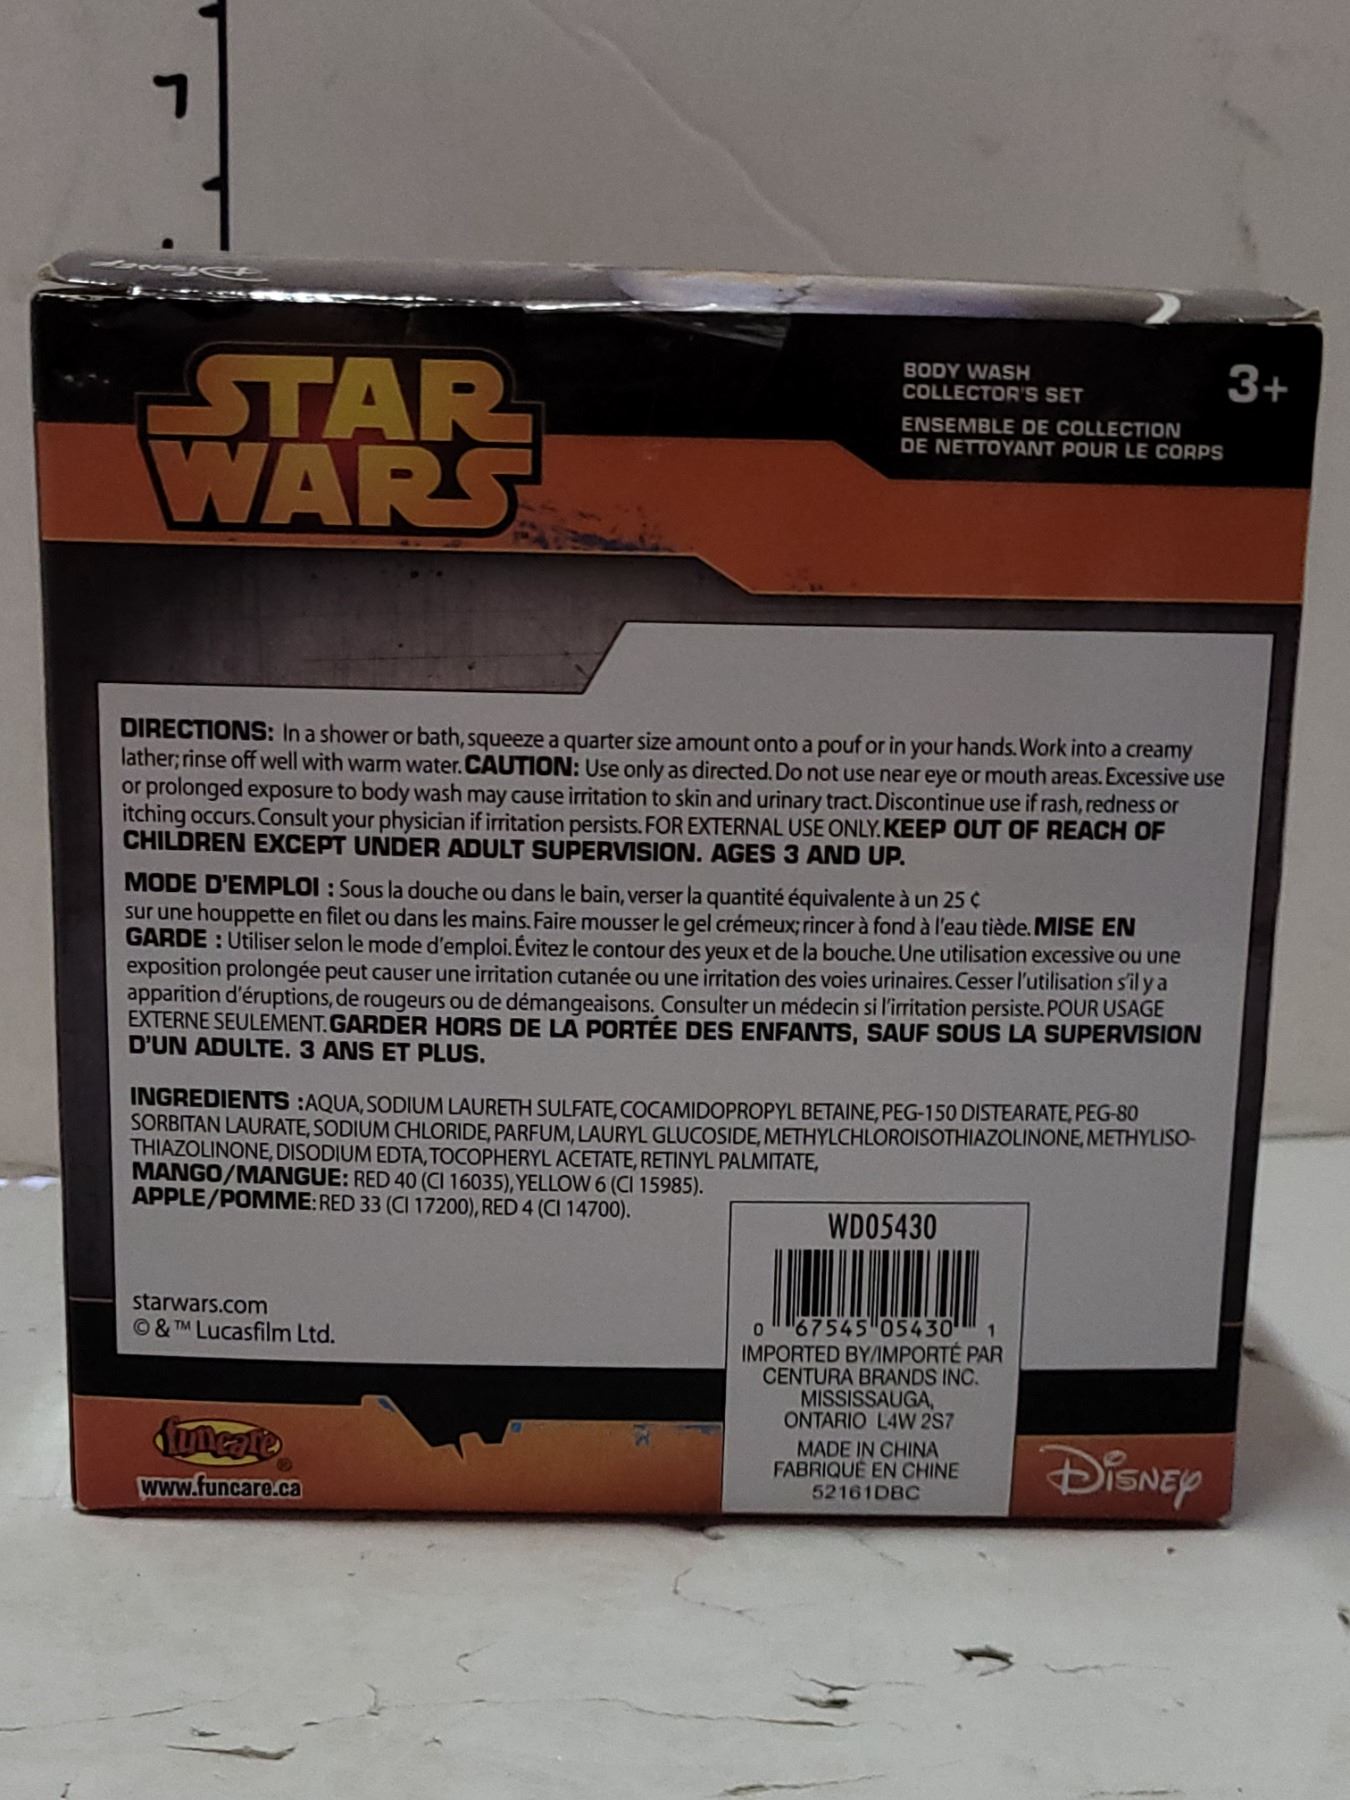 7
Disney
STAR
WARS
BODY WASH
COLLECTOR'S SET
ENSEMBLE DE COLLECTION
DE NETTOYANT POUR LE CORPS
3+
DIRECTIONS: In a shower or bath, squeeze a quarter size amount onto a pouf or in your hands. Work into a creamy
lather; rinse off well with warm water. CAUTION: Use only as directed. Do not use near eye or mouth areas. Excessive use
or prolonged exposure to body wash may cause irritation to skin and urinary tract. Discontinue use if rash, redness or
itching occurs. Consult your physician if irritation persists. FOR EXTERNAL USE ONLY. KEEP OUT OF REACH OF
CHILDREN EXCEPT UNDER ADULT SUPERVISION. AGES 3 AND UP.
MODE D'EMPLOI : Sous la douche ou dans le bain, verser la quantité équivalente à un 25 ¢
sur une houppette en filet ou dans les mains. Faire mousser le gel crémeux; rincer à fond à l'eau tiède. MISE EN
GARDE : Utiliser selon le mode d'emploi. Évitez le contour des yeux et de la bouche. Une utilisation excessive ou une
exposition prolongée peut causer une irritation cutanée ou une irritation des voies urinaires. Cesser l'utilisation s'il y a
apparition d'éruptions, de rougeurs ou de démangeaisons. Consulter un médecin si l'irritation persiste. POUR USAGE
EXTERNE SEULEMENT. GARDER HORS DE LA PORTÉE DES ENFANTS, SAUF SOUS LA SUPERVISION
D'UN ADULTE. 3 ANS ET PLUS.
INGREDIENTS :AQUA, SODIUM LAURETH SULFATE, COCAMIDOPROPYL BETAINE, PEG-150 DISTEARATE, PEG-80
SORBITAN LAURATE, SODIUM CHLORIDE, PARFUM, LAURYL GLUCOSIDE, METHYLCHLOROISOTHIAZOLINONE, METHYLISO-
THIAZOLINONE, DISODIUM EDTA, TOCOPHERYL ACETATE, RETINYL PALMITATE,
MANGO/MANGUE: RED 40 (CI 16035), YELLOW 6 (CI 15985).
APPLE/POMME: RED 33 (CI 17200), RED 4 (CI 14700).
starwars.com
© & ™ Lucasfilm Ltd.
WD05430
0 67545 05430 1
IMPORTED BY/IMPORTÉ PAR
CENTURA BRANDS INC.
MISSISSAUGA,
ONTARIO L4W 2S7
MADE IN CHINA
FABRIQUÉ EN CHINE
52161DBC
funcare®
www.funcare.ca
Disney